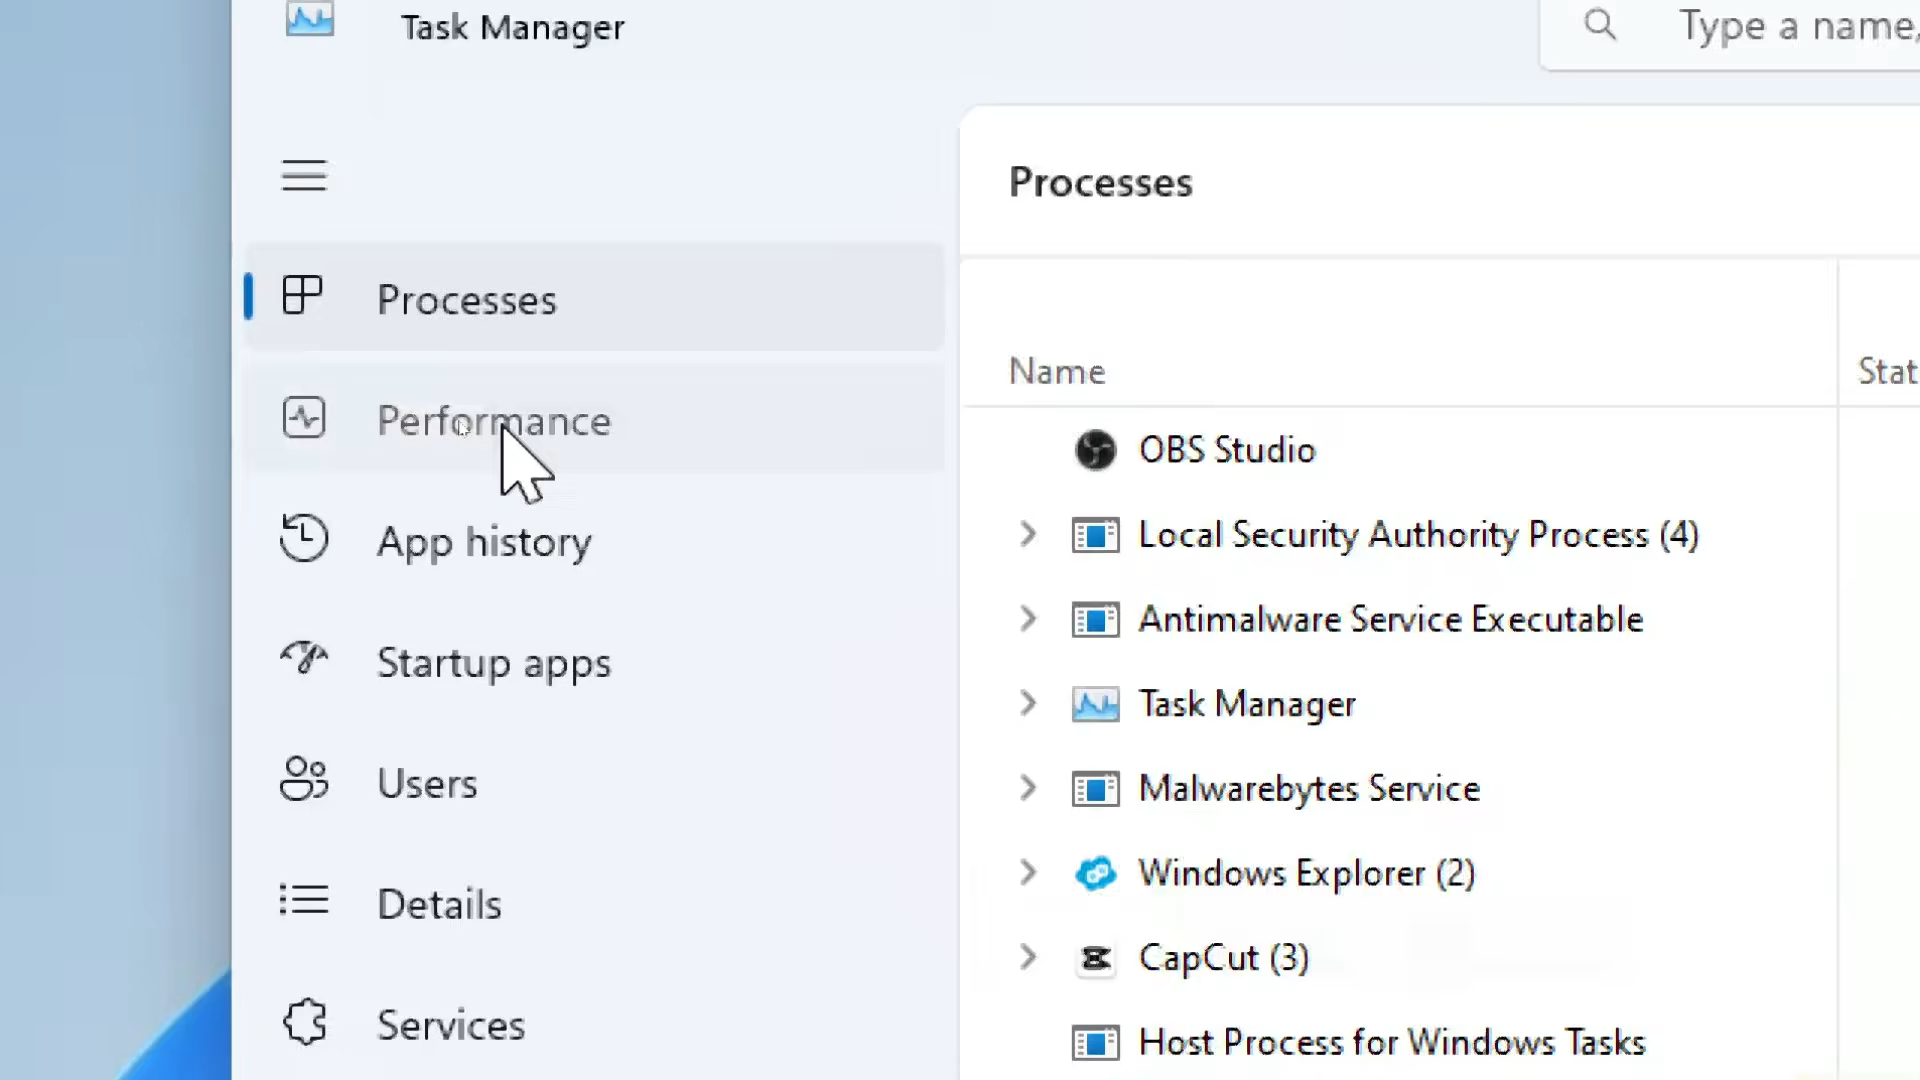 Task Manager
Type a name,
Processes
Processes
Performance
App history
Startup apps
Users
Details
Services
Name
Stat
OBS Studio
Local Security Authority Process (4)
Antimalware Service Executable
Task Manager
Malwarebytes Service
Windows Explorer (2)
CapCut (3)
Host Process for Windows Tasks